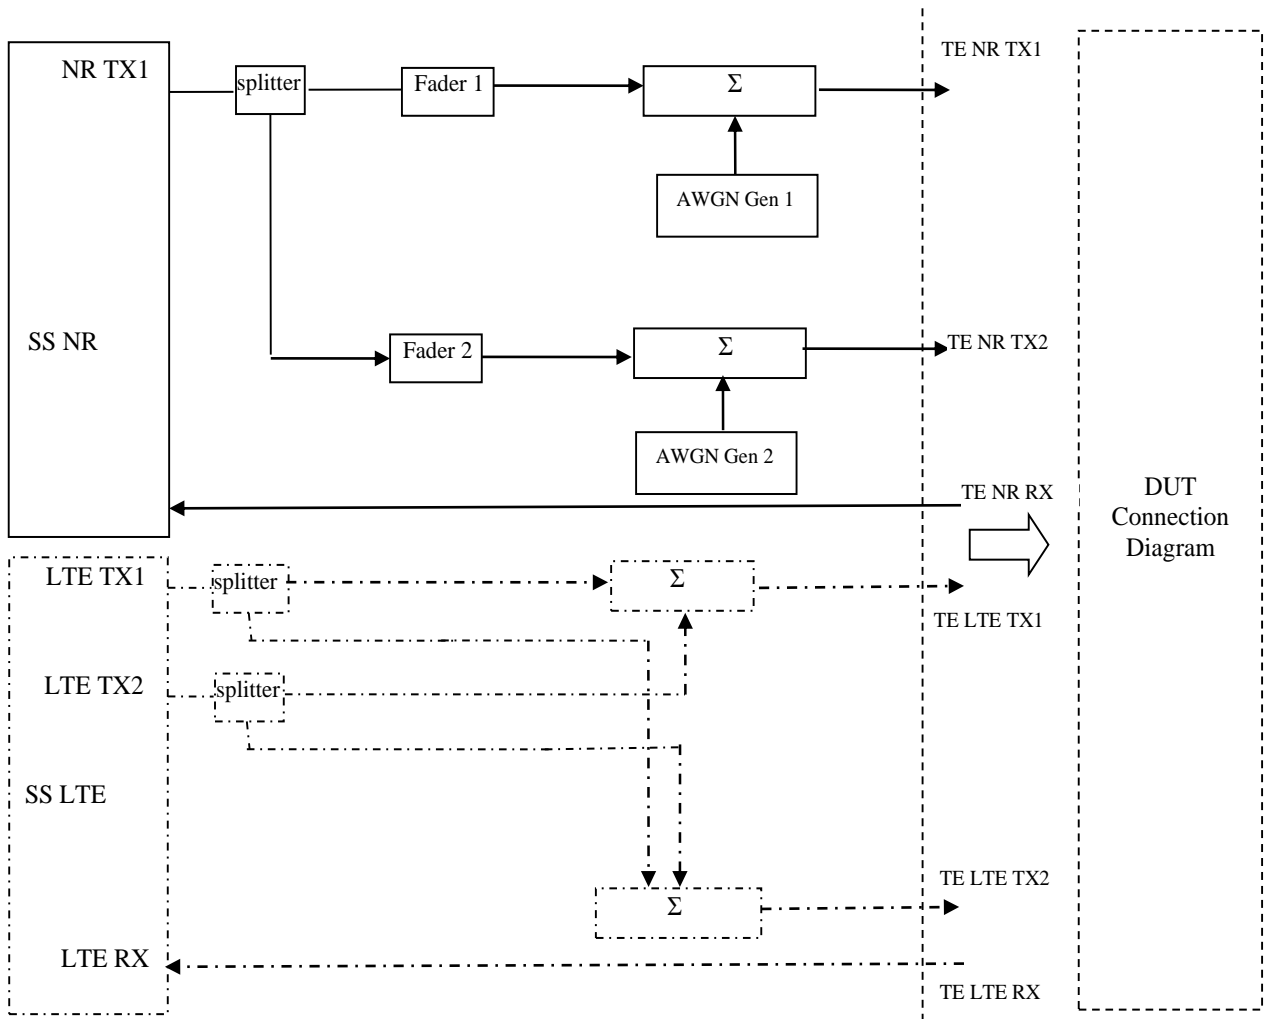 TE NR TX1
NR TX1
splitter
Fader 1
Σ
AWGN Gen 1
SS NR
Fader 2
Σ
TE NR TX2
AWGN Gen 2
TE NR RX
DUT
Connection
Diagram
LTE TX1
splitter
Σ
TE LTE TX1
LTE TX2
splitter
SS LTE
TE LTE TX2
Σ
LTE RX
TE LTE RX